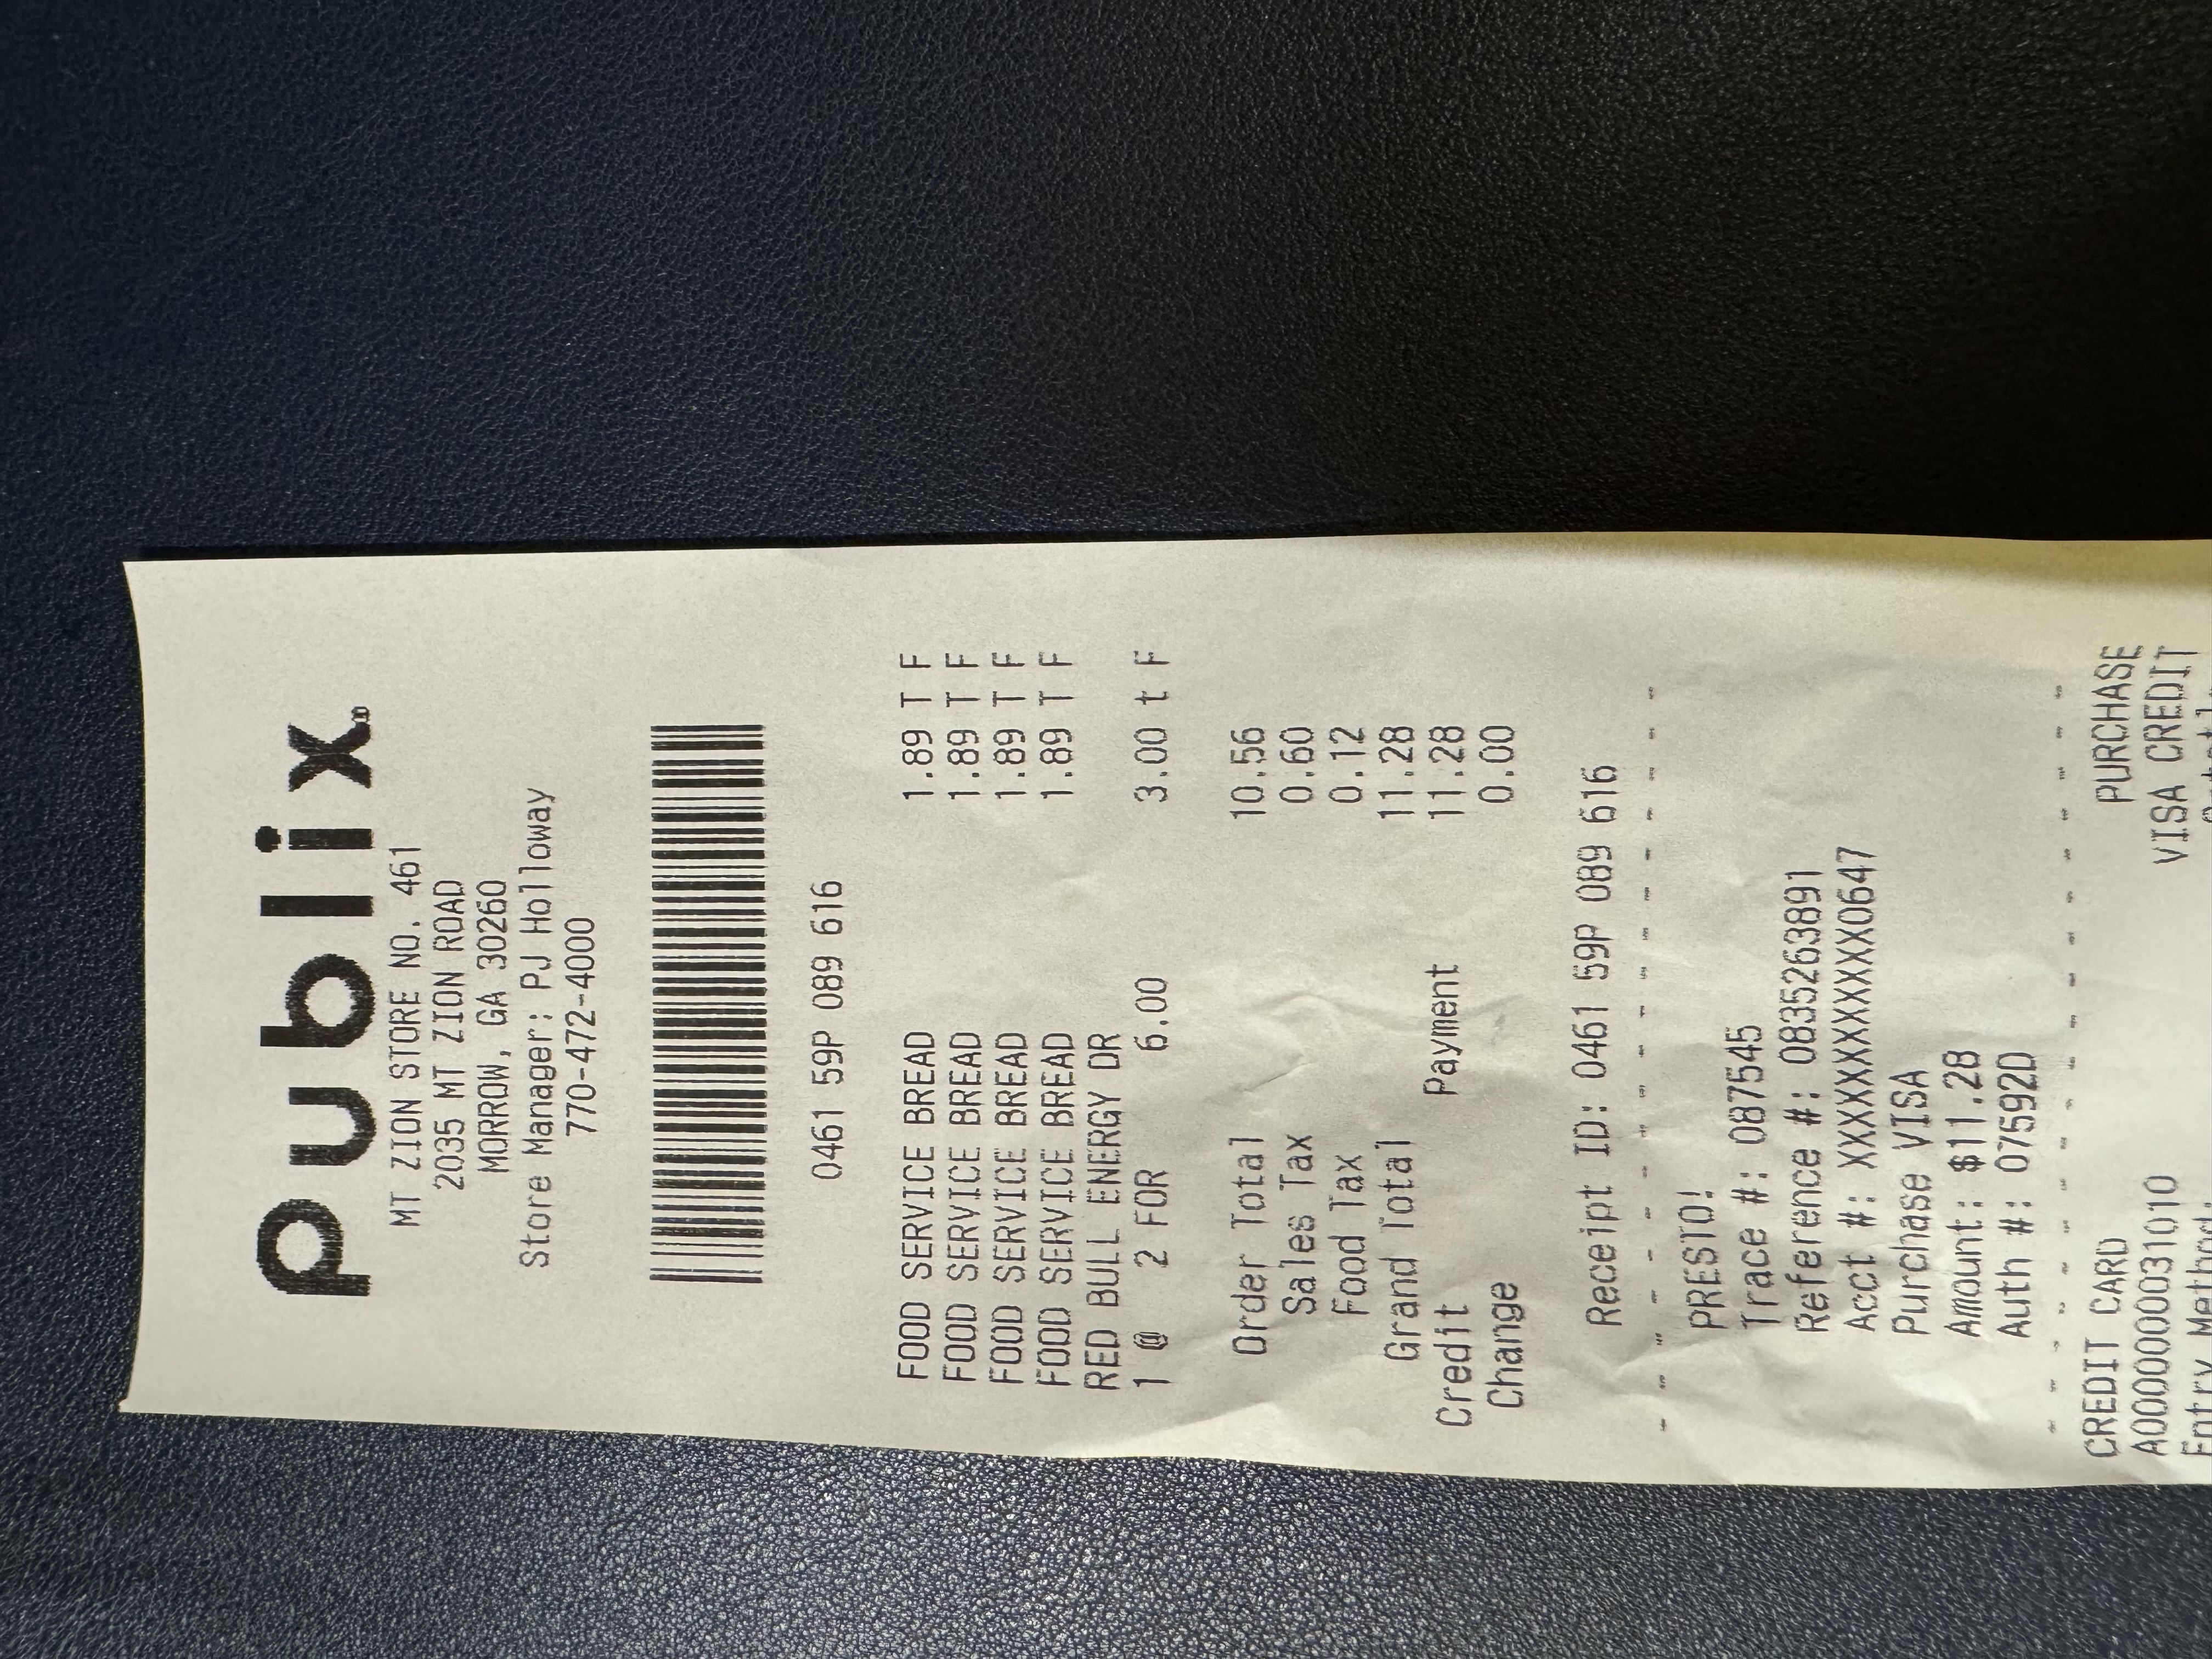 Publix
MT ZION STORE NO. 461
2035 MT ZION ROAD
MORROW, GA 30260
Store Manager: PJ Holloway
770-472-4000
0461 59P 089 616
FOOD SERVICE BREAD 1.89 T F
FOOD SERVICE BREAD 1.89 T F
FOOD SERVICE BREAD 1.89 T F
FOOD SERVICE BREAD 1.89 T F
RED BULL ENERGY DR
1 @ 2 FOR 6.00 3.00 t F
Order Total 10.56
Sales Tax 0.60
Food Tax 0.12
Grand Total 11.28
Credit Payment 11.28
Change 0.00
Receipt ID: 0461 59P 089 616
PRESTO!
Trace #: 087545
Reference #: 0835263891
Acct #: XXXXXXXXXXXX0647
Purchase VISA
Amount: $11.28
Auth #: 07592D
CREDIT CARD PURCHASE
A0000000031010 VISA CREDIT
Entry Method: